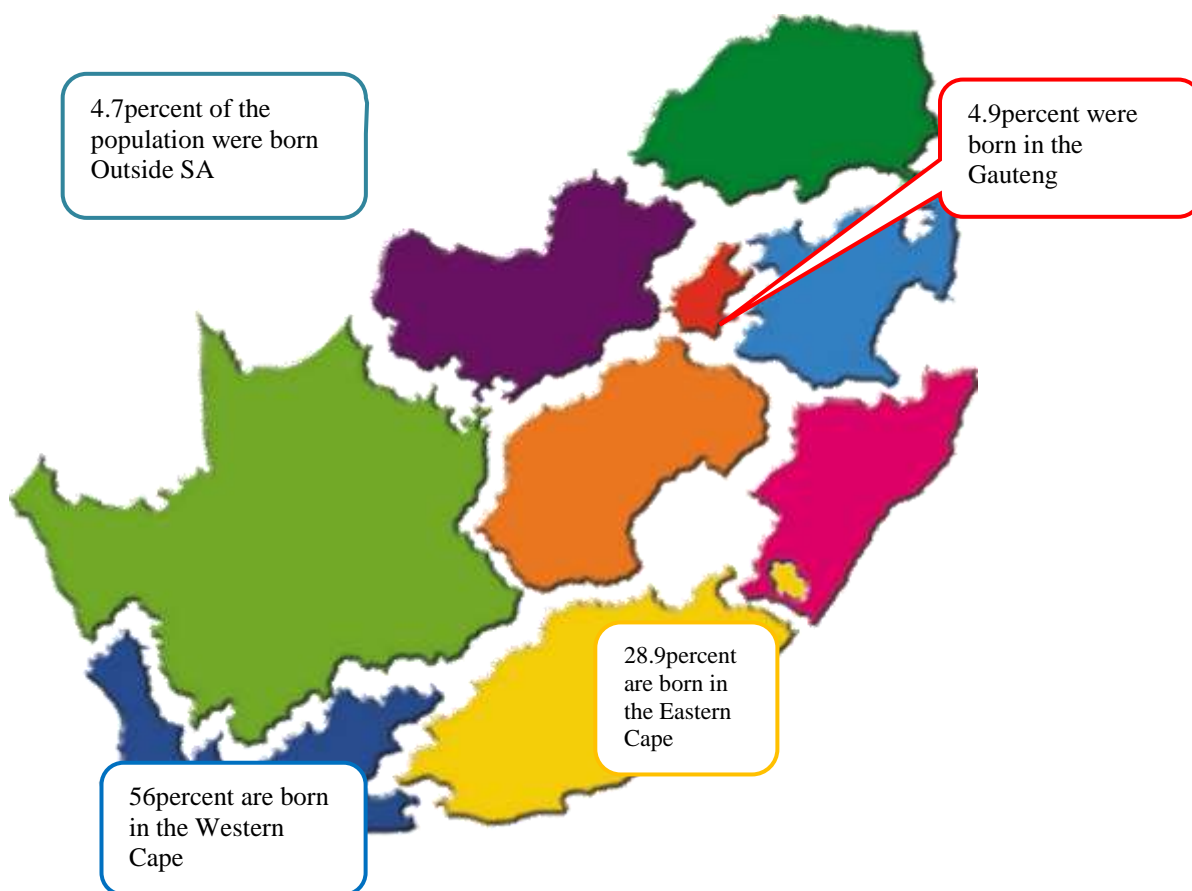 4.7percent of the
population were born
Outside SA
4.9percent were
born in the
Gauteng
28.9percent
are born in
the Eastern
Cape
56percent are born
in the Western
Cape